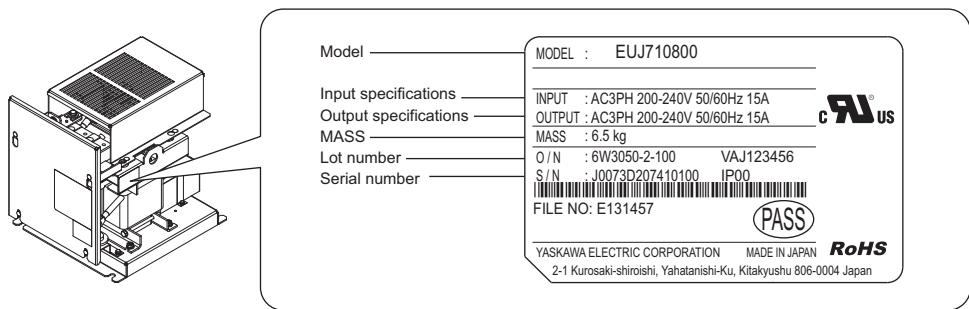 Model
Input specifications
Output specifications
MASS
Lot number
Serial number
MODEL : EUJ710800
INPUT : AC3PH 200-240V 50/60Hz 15A
OUTPUT : AC3PH 200-240V 50/60Hz 15A
MASS : 6.5 kg
O / N : 6W3050-2-100 VAJ123456
S / N : J0073D207410100 IP00
FILE NO: E131457
PASS
YASKAWA ELECTRIC CORPORATION MADE IN JAPAN
2-1 Kurosaki-shiroishi, Yahatanishi-Ku, Kitakyushu 806-0004 Japan
c RU ® US
RoHS